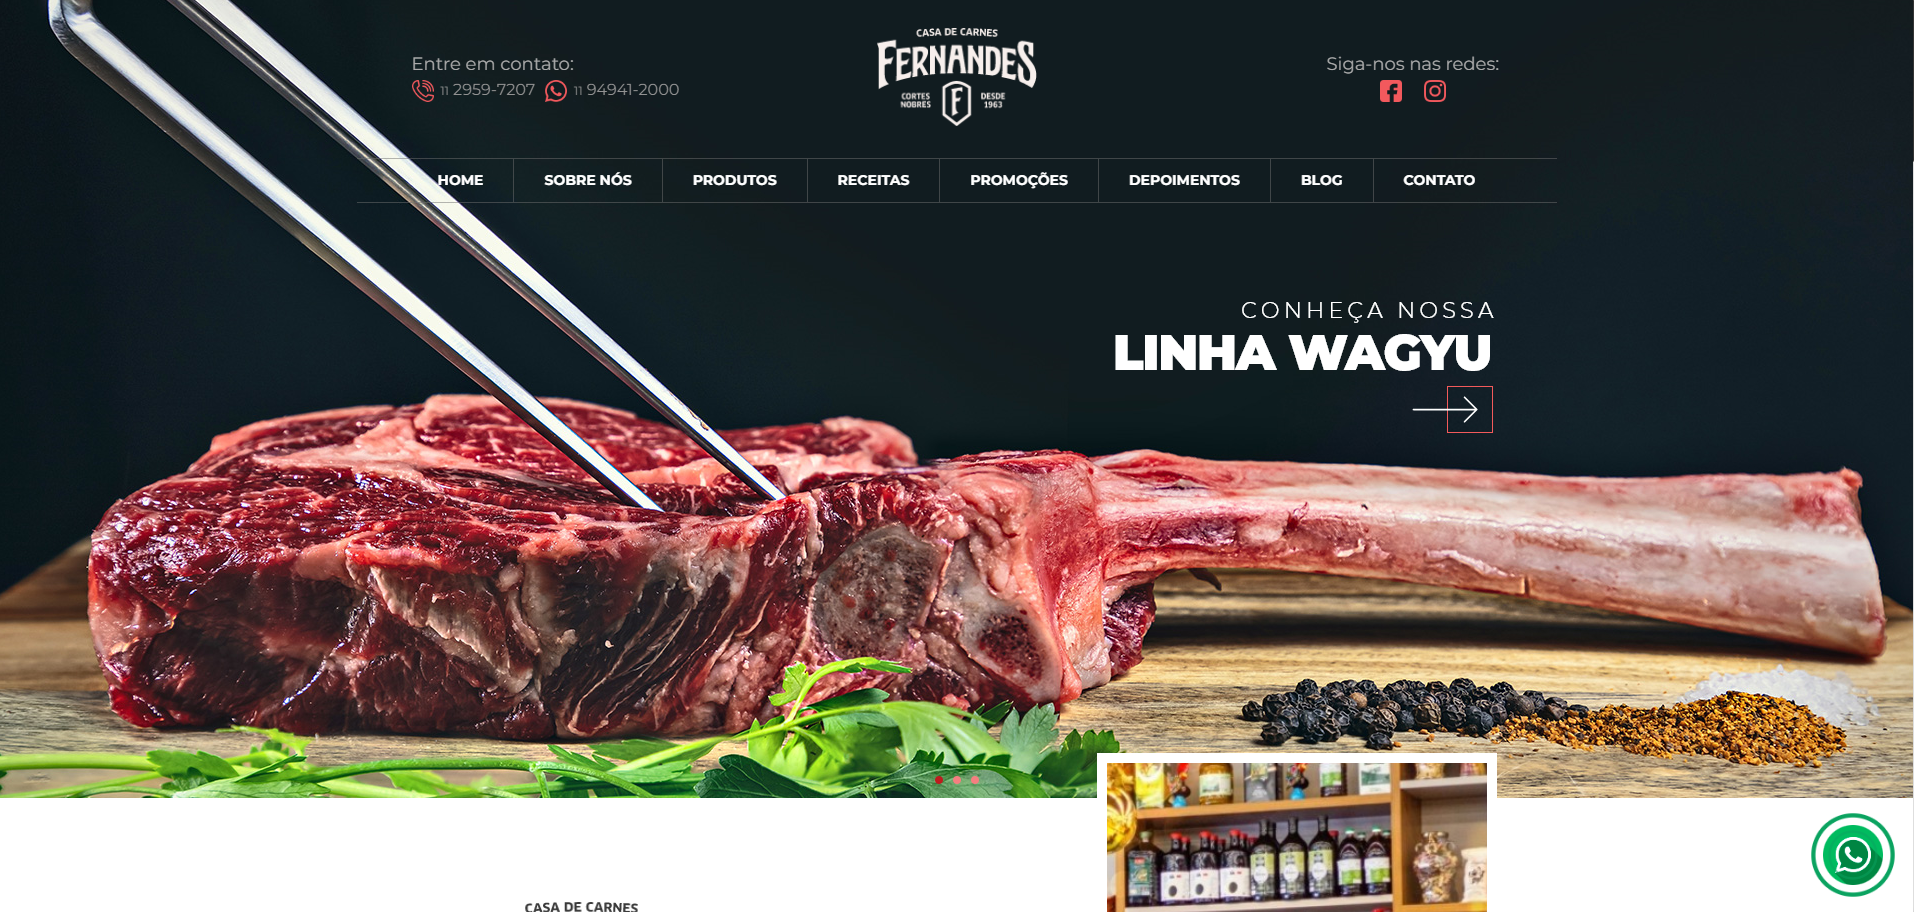 Entre em contato:
11 2959-7207 11 94941-2000
CASA DE CARNES
FERNANDES
CORTES NOBRES F DESDE 1963
Siga-nos nas redes:
HOME SOBRE NÓS PRODUTOS RECEITAS PROMOÇÕES DEPOIMENTOS BLOG CONTATO
CONHEÇA NOSSA
LINHA WAGYU
CASA DE CARNES